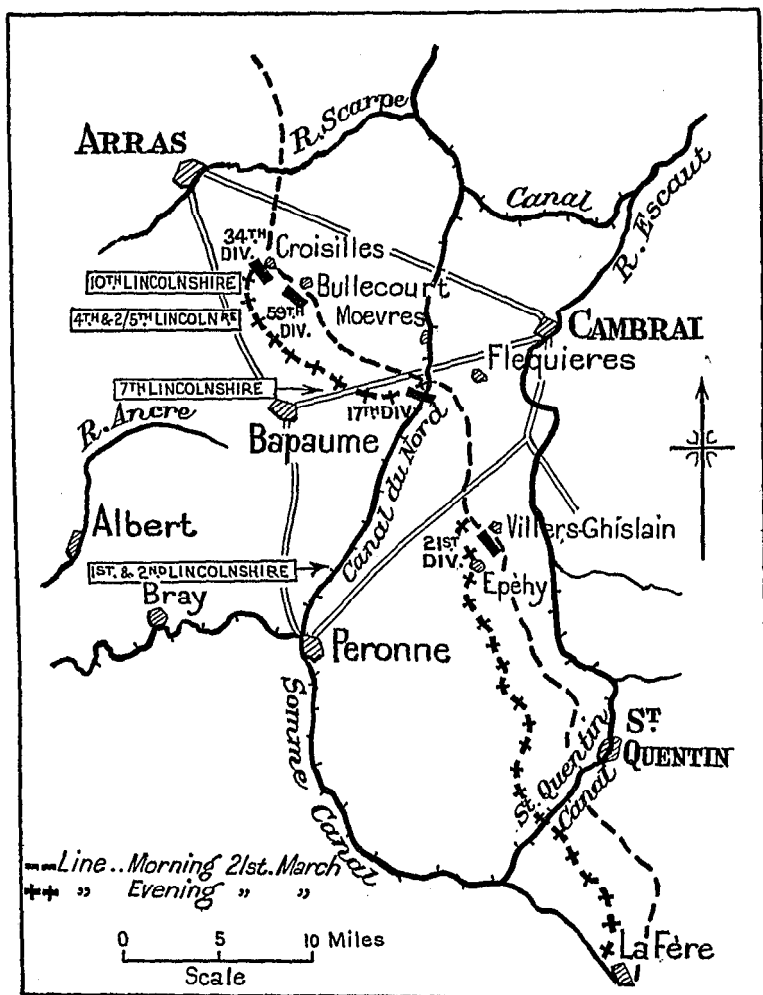 ARRAS
R. Scarpe
Canal
R. Escaut
34TH
DIV.
Croisilles
10TH LINCOLNSHIRE
Bullecourt
4TH & 2/5TH LINCOLNRE
59TH
DIV.
Moevres
CAMBRAI
Flequieres
7TH LINCOLNSHIRE
17TH DIV.
R. Ancre
Bapaume
Canal du Nord
Albert
Villers-Ghislain
21ST
DIV.
Epéhy
1ST. & 2ND LINCOLNSHIRE
Bray
Peronne
Somme
Canal
ST.
QUENTIN
St. Quentin
Canal
Line .. Morning 21st. March
" Evening " "
0 5 10 Miles
Scale
La Fère